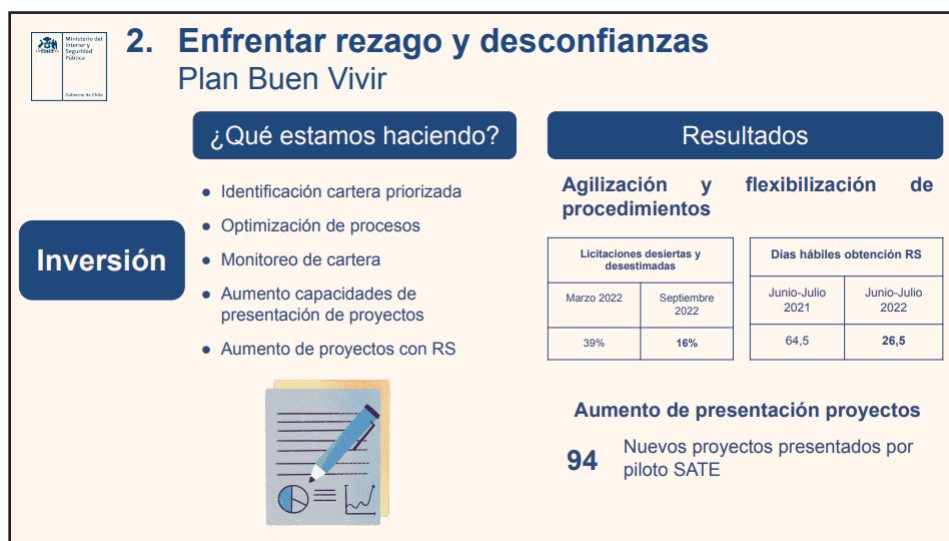 Ministerio del
Interior y
Seguridad
Pública
Gobierno de Chile
2. Enfrentar rezago y desconfianzas
Plan Buen Vivir
¿Qué estamos haciendo?
Resultados
Inversión
● Identificación cartera priorizada
● Optimización de procesos
● Monitoreo de cartera
● Aumento capacidades de
presentación de proyectos
● Aumento de proyectos con RS
Agilización y flexibilización de
procedimientos
Licitaciones desiertas y
desestimadas
Marzo 2022
Septiembre
2022
39%
16%
Días hábiles obtención RS
Junio-Julio
2021
Junio-Julio
2022
64,5
26,5
Aumento de presentación proyectos
94
Nuevos proyectos presentados por
piloto SATE